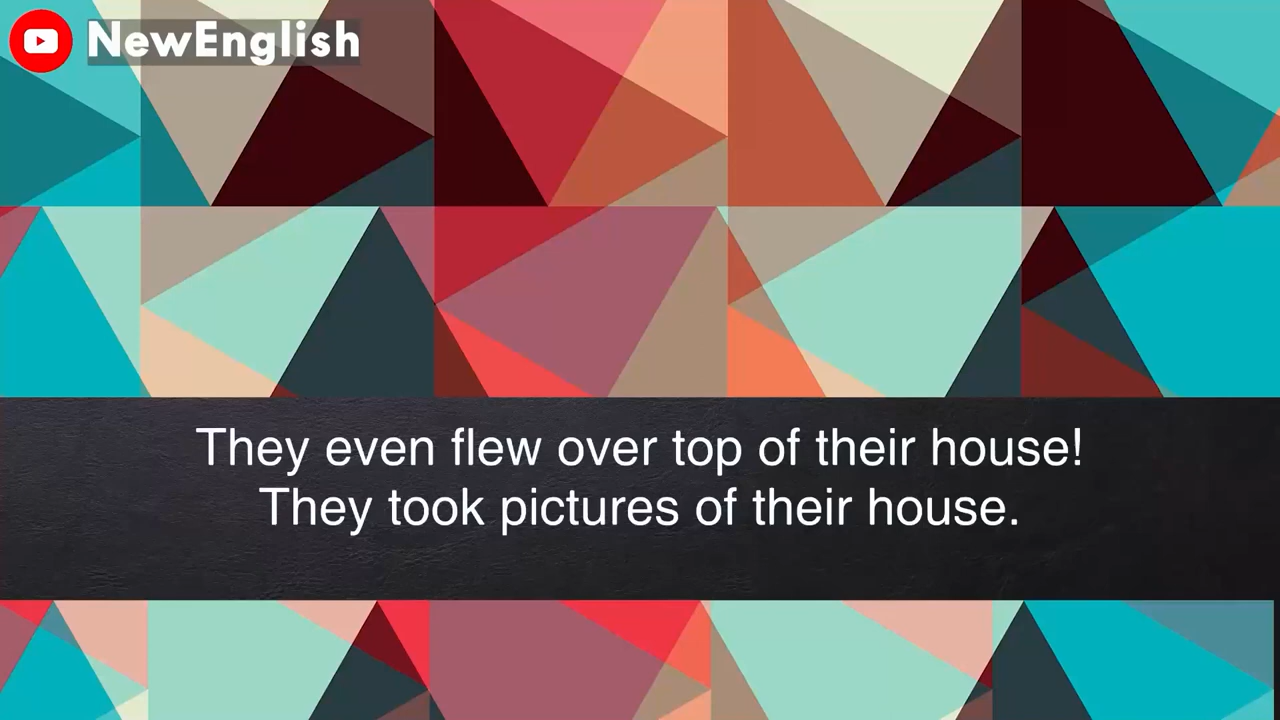 NewEnglish
They even flew over top of their house!
They took pictures of their house.